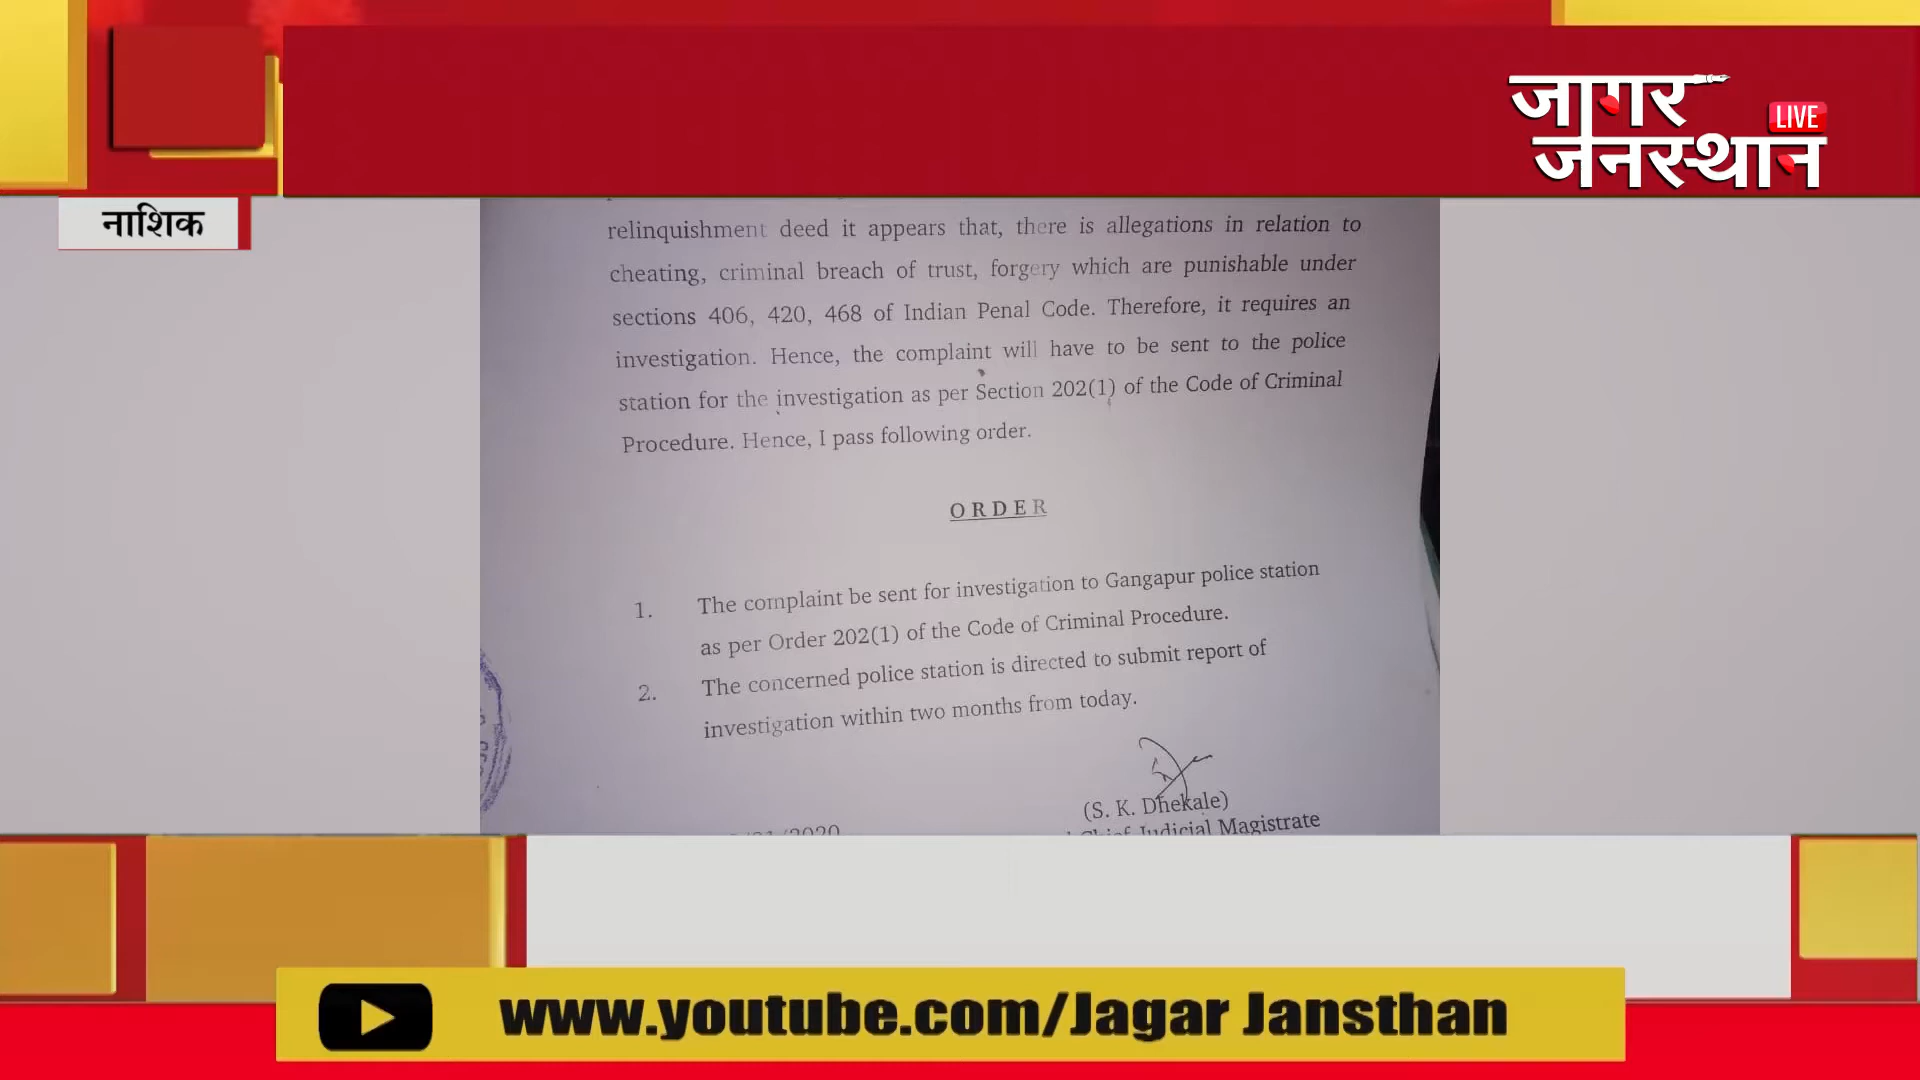 जागर
LIVE
जनस्थान
नाशिक
relinquishment deed it appears that, there is allegations in relation to
cheating, criminal breach of trust, forgery which are punishable under
sections 406, 420, 468 of Indian Penal Code. Therefore, it requires an
investigation. Hence, the complaint will have to be sent to the police
station for the investigation as per Section 202(1) of the Code of Criminal
Procedure. Hence, I pass following order.
ORDER
1. The complaint be sent for investigation to Gangapur police station
as per Order 202(1) of the Code of Criminal Procedure.
2. The concerned police station is directed to submit report of
investigation within two months from today.
(S. K. Dhekale)
Chief Judicial Magistrate
/2020
www.youtube.com/Jagar Jansthan